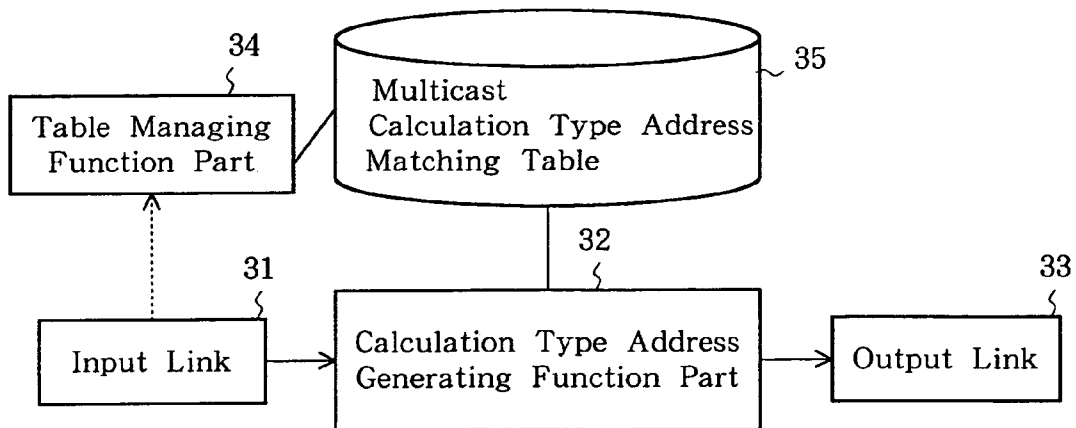 34
35
Table Managing
Function Part
Multicast
Calculation Type Address
Matching Table
32
31
33
Input Link
Calculation Type Address
Generating Function Part
Output Link